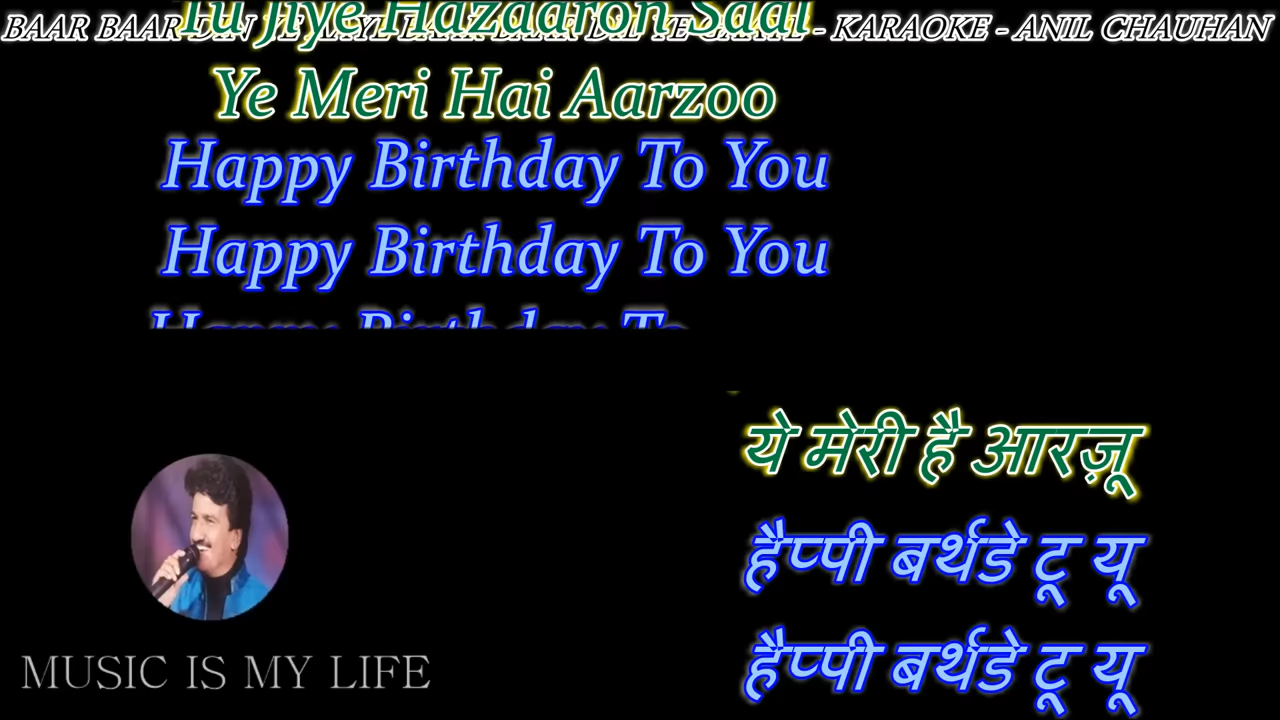 BAAR BAAR DIN YE AAYE BAAR BAAR DIL YE GAAYE - KARAOKE - ANIL CHAUHAN
Tu Jiye Hazaaron Saal
Ye Meri Hai Aarzoo
Happy Birthday To You
Happy Birthday To You
Happy Birthday To
ये मेरी है आरज़ू
हैप्पी बर्थडे टू यू
हैप्पी बर्थडे टू यू
MUSIC IS MY LIFE